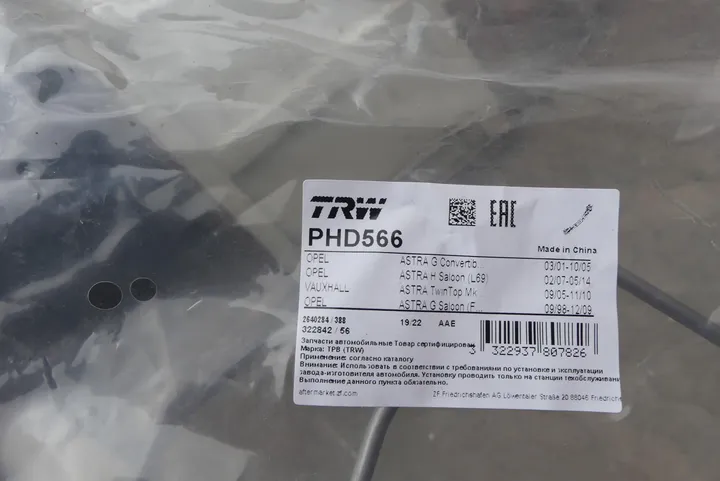 TRW
EAC
PHD566
Made in China
OPEL ASTRA G Convertib... 03/01-10/05
OPEL ASTRA H Saloon (L69) 02/07-05/14
VAUXHALL ASTRA TwinTop Mk 09/05-11/10
OPEL ASTRA G Saloon (F... 09/98-12/09
2640284 / 388 19/22 AAE
322842 / 56
3 322937 807826
Запчасти автомобильные Товар сертифицирован
Марка: ТРВ (TRW)
Применение: согласно каталогу
Внимание: Использовать в соответствии с требованиями по установке и эксплуатации
завода-изготовителя автомобиля. Установку проводить только на станции техобслуживани
Выполнение данного пункта обязательно.
aftermarket.zf.com ZF Friedrichshafen AG Löwentaler Straße 20 88046 Friedrichs